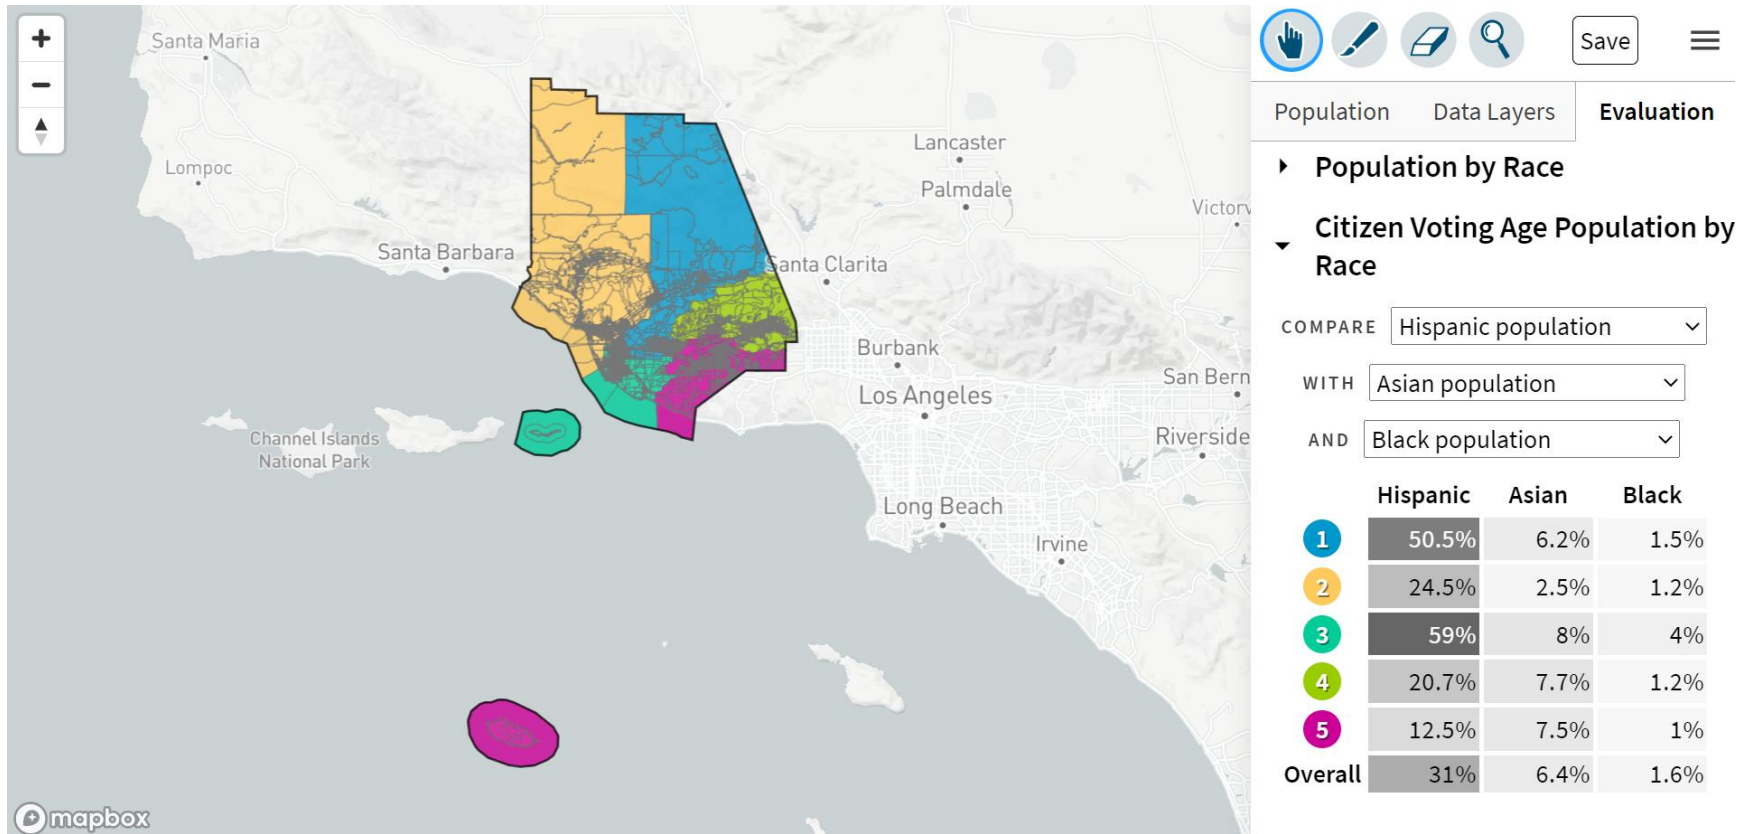 +
Santa Maria
−
Lompoc
Lancaster
Palmdale
Victorv
Santa Barbara
Santa Clarita
Burbank
Los Angeles
San Bern
Channel Islands
National Park
Riverside
Long Beach
Irvine
mapbox
Save
Population Data Layers Evaluation
Population by Race
Citizen Voting Age Population by
Race
COMPARE Hispanic population
WITH Asian population
AND Black population
Hispanic Asian Black
1 50.5% 6.2% 1.5%
2 24.5% 2.5% 1.2%
3 59% 8% 4%
4 20.7% 7.7% 1.2%
5 12.5% 7.5% 1%
Overall 31% 6.4% 1.6%